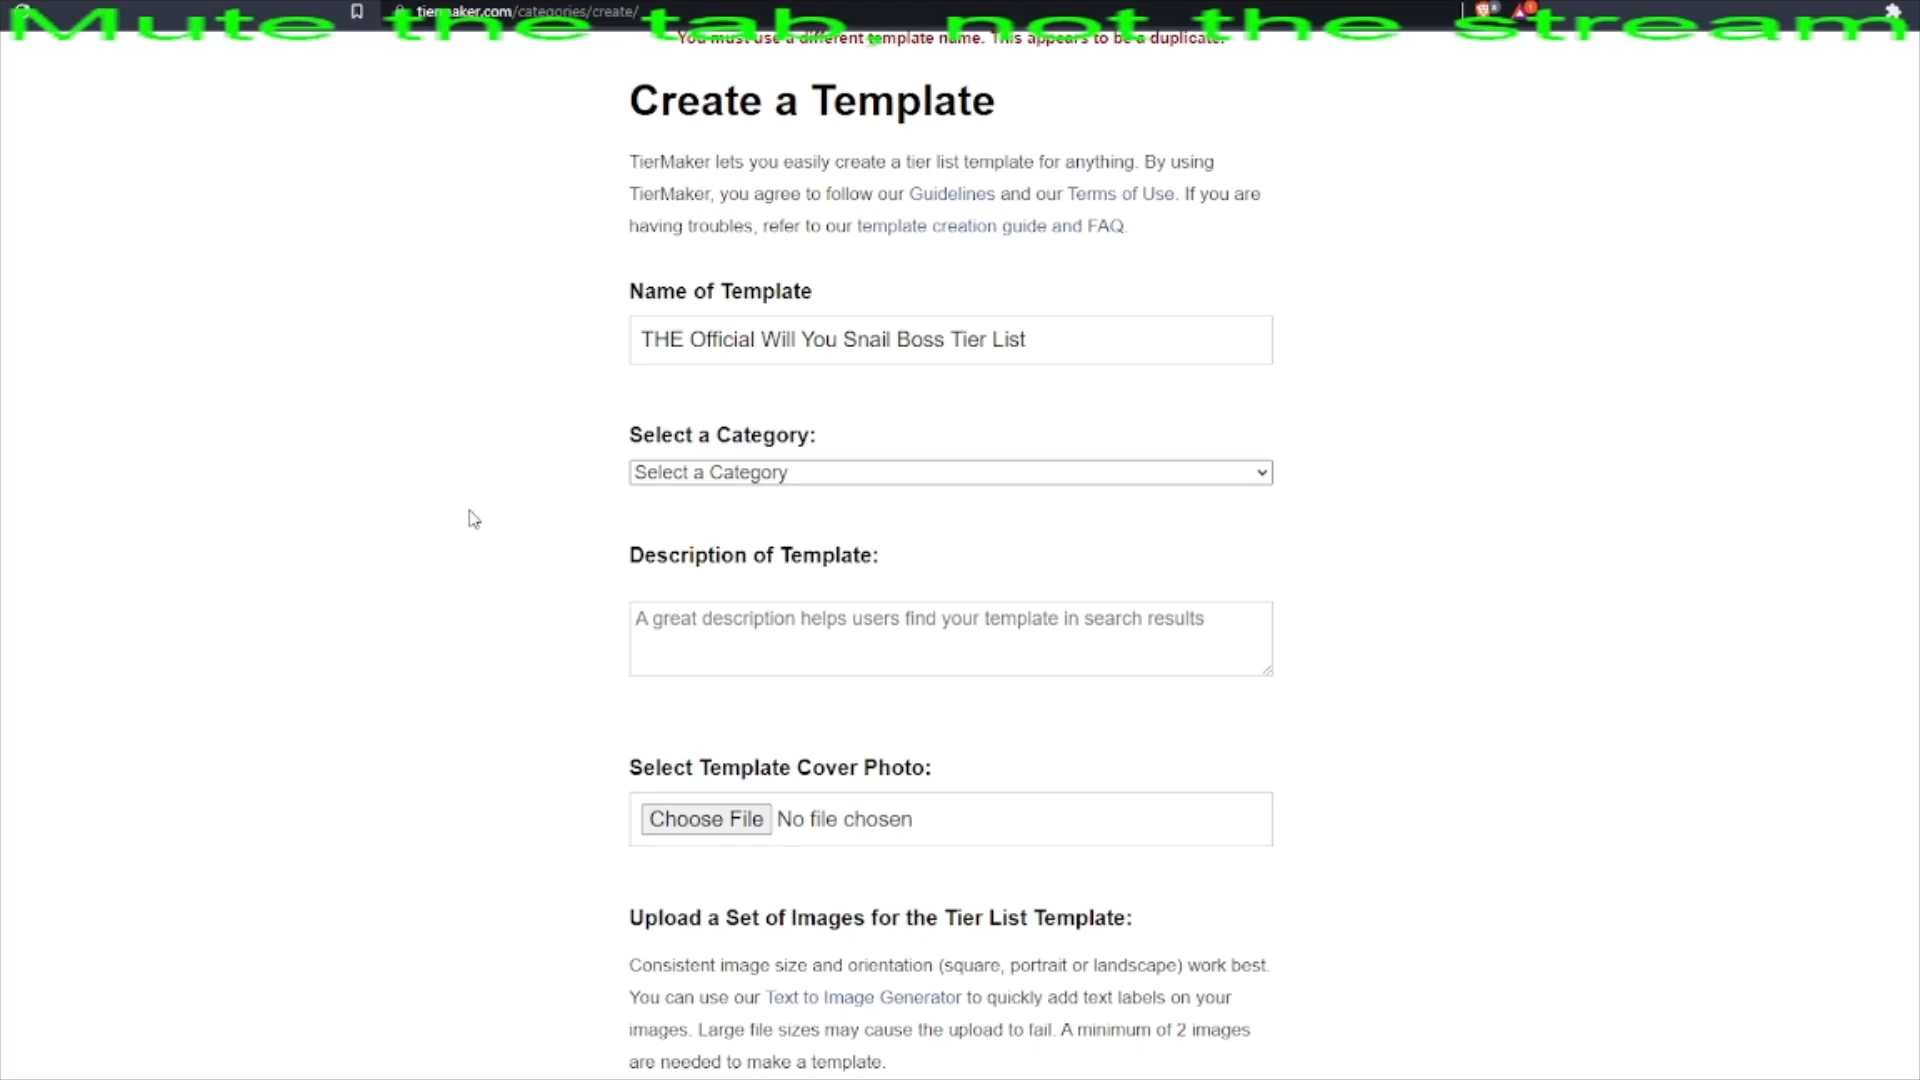 Mute the tab, not the stream
tiermaker.com/categories/create/
You must use a different template name. This appears to be a duplicate.
Create a Template
TierMaker lets you easily create a tier list template for anything. By using
TierMaker, you agree to follow our Guidelines and our Terms of Use. If you are
having troubles, refer to our template creation guide and FAQ.
Name of Template
THE Official Will You Snail Boss Tier List
Select a Category:
Select a Category
Description of Template:
A great description helps users find your template in search results
Select Template Cover Photo:
Choose File No file chosen
Upload a Set of Images for the Tier List Template:
Consistent image size and orientation (square, portrait or landscape) work best.
You can use our Text to Image Generator to quickly add text labels on your
images. Large file sizes may cause the upload to fail. A minimum of 2 images
are needed to make a template.